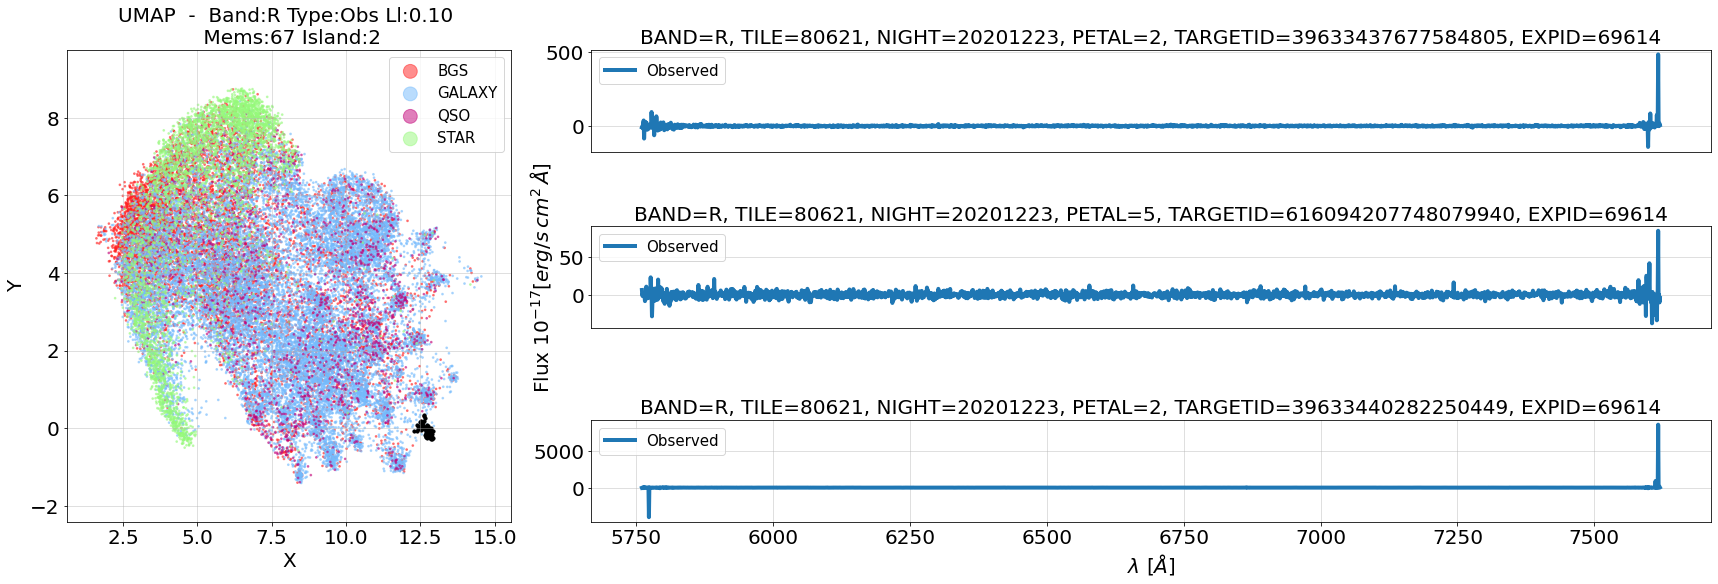 UMAP - Band:R Type:Obs Ll:0.10
Mems:67 Island:2
BGS
GALAXY
QSO
STAR
8
6
4
2
0
−2
Y
2.5 5.0 7.5 10.0 12.5 15.0
X
BAND=R, TILE=80621, NIGHT=20201223, PETAL=2, TARGETID=39633437677584805, EXPID=69614
Observed
500
0
BAND=R, TILE=80621, NIGHT=20201223, PETAL=5, TARGETID=616094207748079940, EXPID=69614
Observed
50
0
Flux 10⁻¹⁷[erg/s cm² Å]
BAND=R, TILE=80621, NIGHT=20201223, PETAL=2, TARGETID=39633440282250449, EXPID=69614
Observed
5000
0
5750 6000 6250 6500 6750 7000 7250 7500
λ [Å]